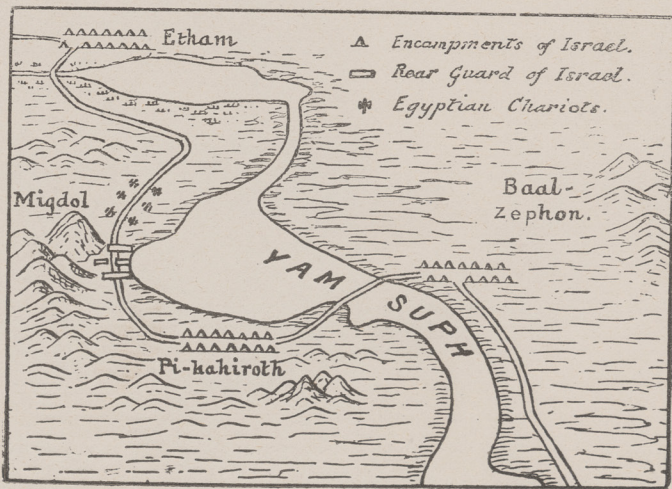 Etham
Encampments of Israel.
Rear Guard of Israel.
Egyptian Chariots.
Migdol
Baal-
Zephon.
YAM SUPH
Pi-hahiroth